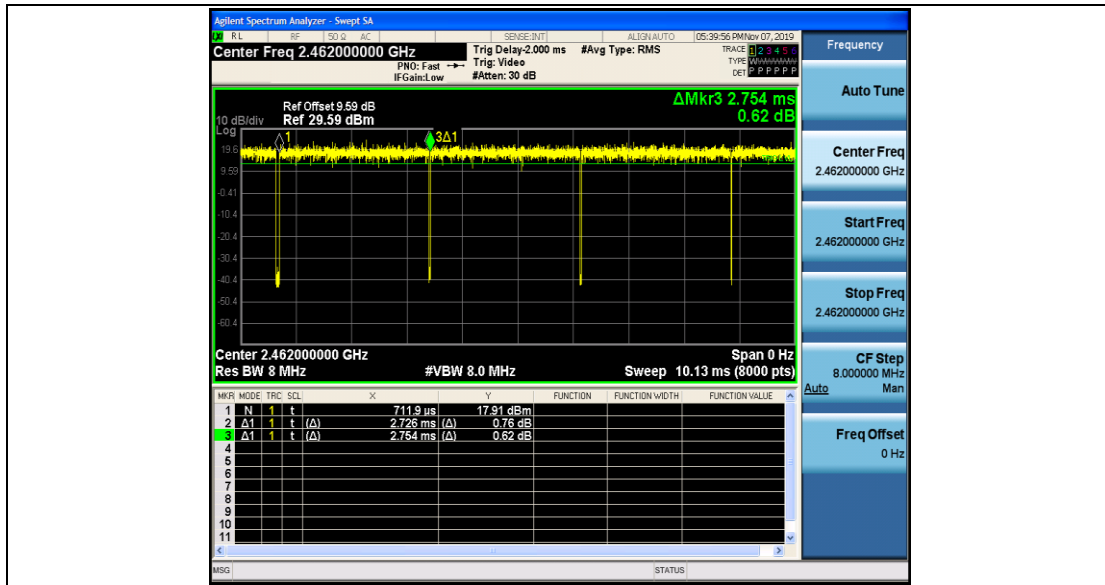 Agilent Spectrum Analyzer - Swept SA
RL RF 50 Ω AC SENSE:INT ALIGN AUTO 05:39:56 PM Nov 07, 2019
Center Freq 2.462000000 GHz
Trig Delay-2.000 ms #Avg Type: RMS
TRACE 1 2 3 4 5 6
PNO: Fast Trig: Video
TYPE
IFGain:Low #Atten: 30 dB
DET P P P P P P
ΔMkr3 2.754 ms
0.62 dB
Ref Offset 9.59 dB
10 dB/div Ref 29.59 dBm
Log
1
3Δ1
19.6
9.59
-0.41
-10.4
-20.4
-30.4
-40.4
-50.4
-60.4
Center 2.462000000 GHz Span 0 Hz
Res BW 8 MHz #VBW 8.0 MHz Sweep 10.13 ms (8000 pts)
MKR MODE TRC SCL X Y FUNCTION FUNCTION WIDTH FUNCTION VALUE
1 N 1 t 711.9 µs 17.91 dBm
2 Δ1 1 t (Δ) 2.726 ms (Δ) 0.76 dB
3 Δ1 1 t (Δ) 2.754 ms (Δ) 0.62 dB
4
5
6
7
8
9
10
11
MSG STATUS
Frequency
Auto Tune
Center Freq
2.462000000 GHz
Start Freq
2.462000000 GHz
Stop Freq
2.462000000 GHz
CF Step
8.000000 MHz
Auto Man
Freq Offset
0 Hz